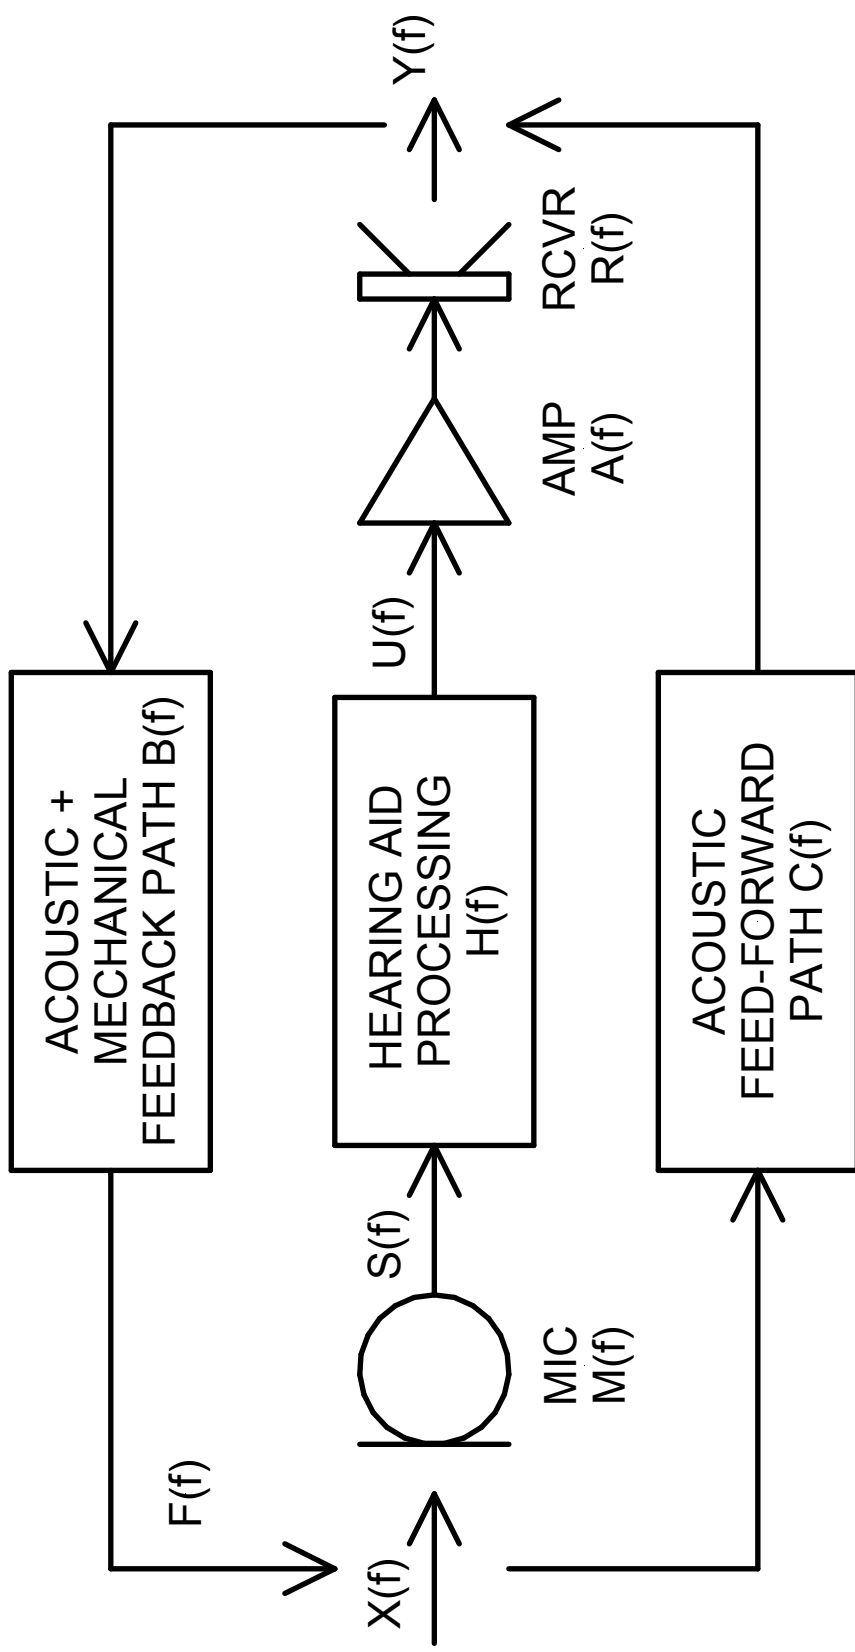 ACOUSTIC +
MECHANICAL
FEEDBACK PATH B(f)
F(f)
X(f)
MIC
M(f)
S(f)
HEARING AID
PROCESSING
H(f)
U(f)
AMP
A(f)
RCVR
R(f)
Y(f)
ACOUSTIC
FEED-FORWARD
PATH C(f)